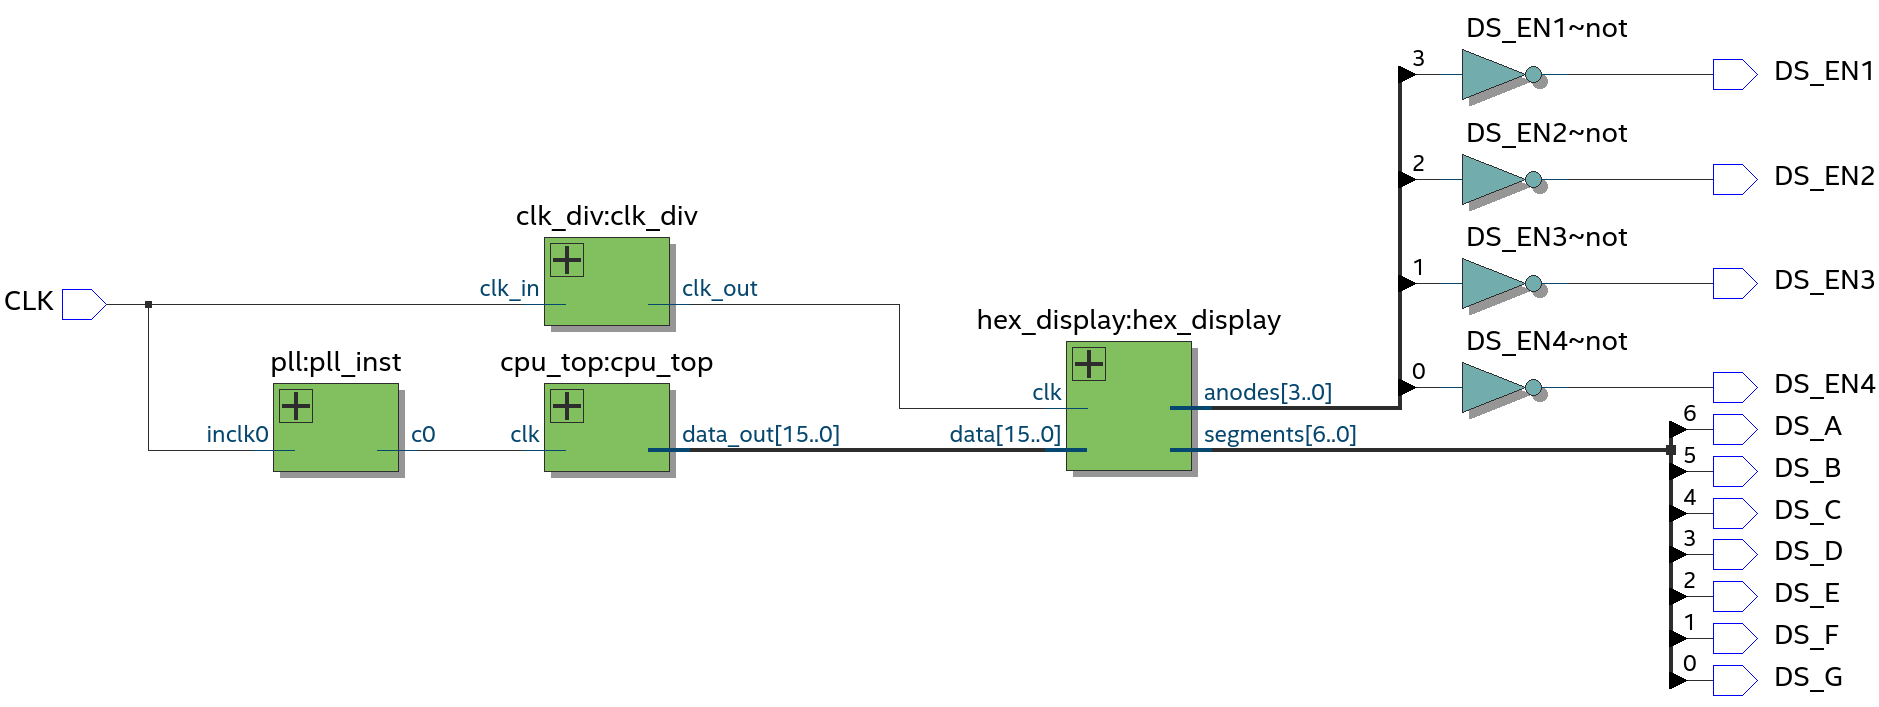 DS_EN1~not
3
DS_EN1
DS_EN2~not
2
DS_EN2
clk_div:clk_div
DS_EN3~not
1
DS_EN3
CLK
clk_in
clk_out
hex_display:hex_display
DS_EN4~not
pll:pll_inst
cpu_top:cpu_top
0
DS_EN4
clk
anodes[3..0]
inclk0
c0
clk
data_out[15..0]
data[15..0]
segments[6..0]
6
DS_A
5
DS_B
4
DS_C
3
DS_D
2
DS_E
1
DS_F
0
DS_G